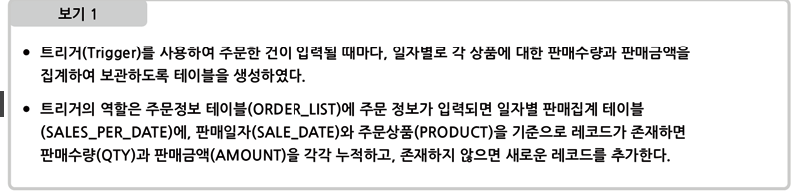 보기 1
• 트리거(Trigger)를 사용하여 주문한 건이 입력될 때마다, 일자별로 각 상품에 대한 판매수량과 판매금액을
집계하여 보관하도록 테이블을 생성하였다.
• 트리거의 역할은 주문정보 테이블(ORDER_LIST)에 주문 정보가 입력되면 일자별 판매집계 테이블
(SALES_PER_DATE)에, 판매일자(SALE_DATE)와 주문상품(PRODUCT)을 기준으로 레코드가 존재하면
판매수량(QTY)과 판매금액(AMOUNT)을 각각 누적하고, 존재하지 않으면 새로운 레코드를 추가한다.